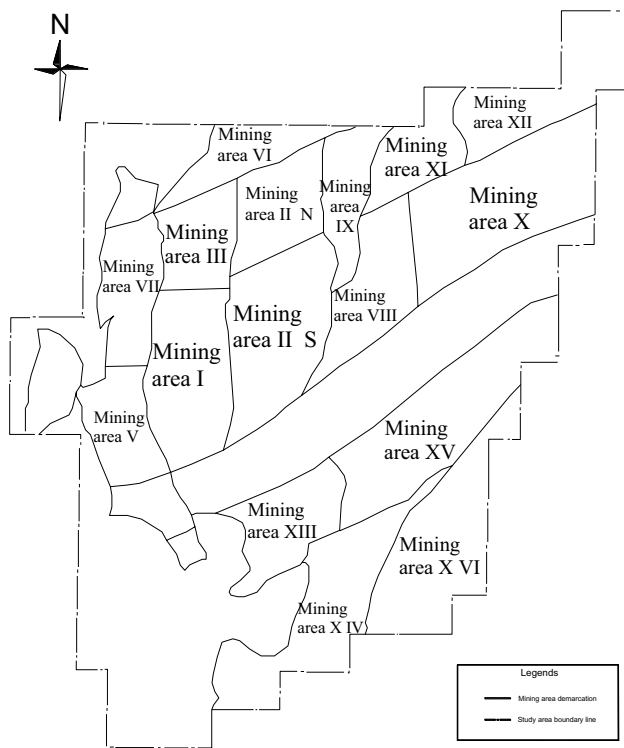 N
Mining
area XII
Mining
area VI
Mining
area XI
Mining
area II N
Mining
area
IX
Mining
area X
Mining
area III
Mining
area VII
Mining
area VIII
Mining
area II S
Mining
area I
Mining
area V
Mining
area XV
Mining
area XIII
Mining
area X VI
Mining
area X IV
Legends
Mining area demarcation
Study area boundary line